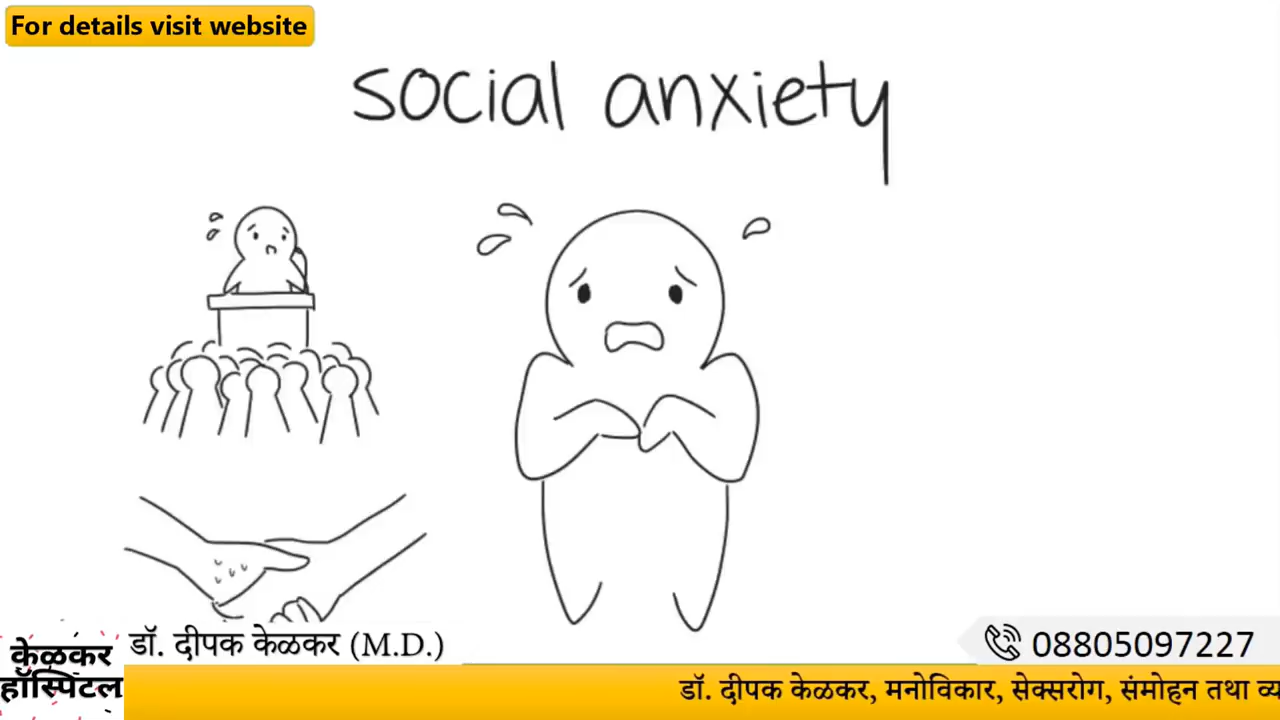 For details visit website
social anxiety
केळकर
हॉस्पिटल
डॉ. दीपक केळकर (M.D.)
08805097227
डॉ. दीपक केळकर, मनोविकार, सेक्सरोग, संमोहन तथा